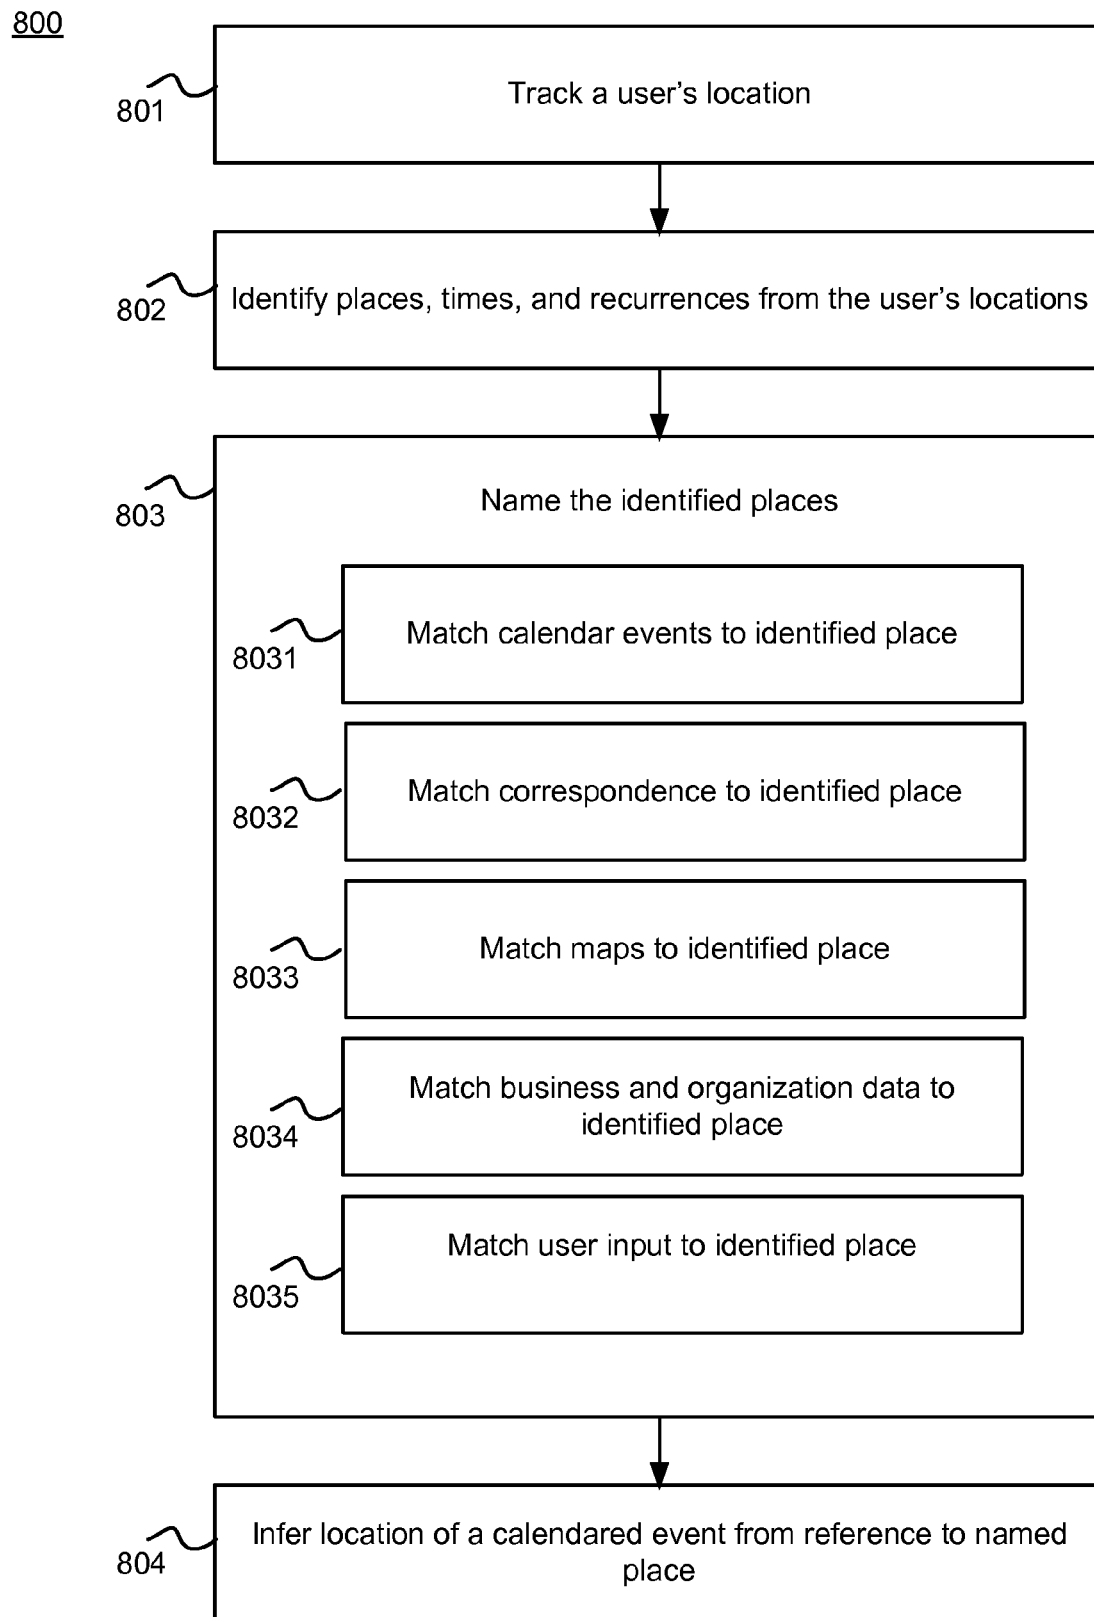 800
Track a user's location
801
Identify places, times, and recurrences from the user's locations
802
Name the identified places
803
Match calendar events to identified place
8031
Match correspondence to identified place
8032
Match maps to identified place
8033
Match business and organization data to
identified place
8034
Match user input to identified place
8035
Infer location of a calendared event from reference to named
place
804